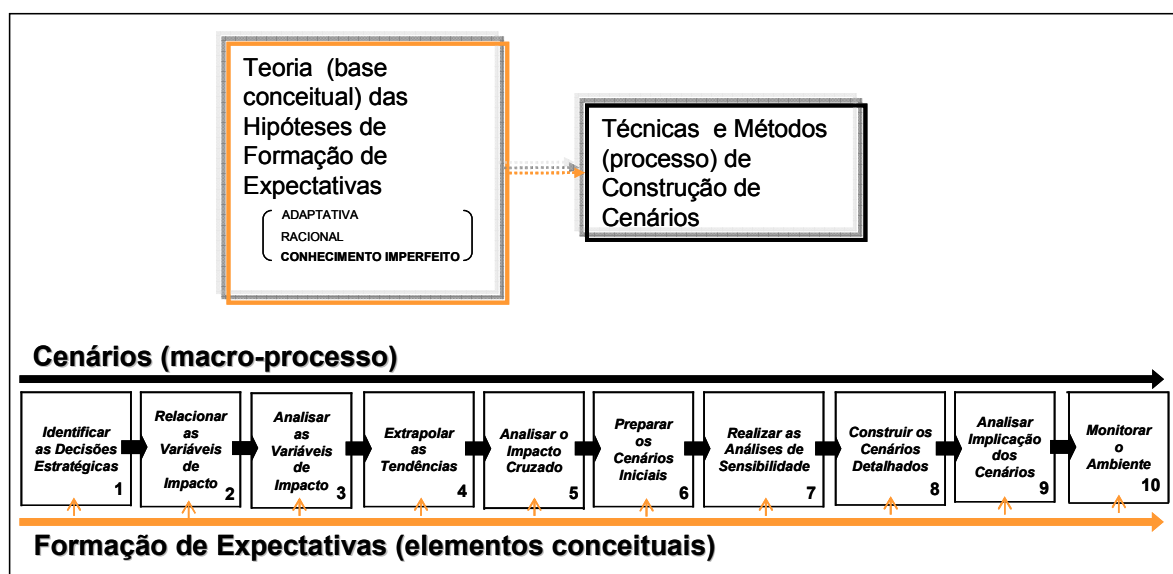 Teoria (base
conceitual) das
Hipóteses de
Formação de
Expectativas
ADAPTATIVA
RACIONAL
CONHECIMENTO IMPERFEITO
Técnicas e Métodos
(processo) de
Construção de
Cenários
Cenários (macro-processo)
Identificar
as Decisões
Estratégicas
1
Relacionar
as
Variáveis
de
Impacto
2
Analisar
as
Variáveis
de
Impacto
3
Extrapolar
as
Tendências
4
Analisar o
Impacto
Cruzado
5
Preparar
os
Cenários
Iniciais
6
Realizar as
Análises de
Sensibilidade
7
Construir os
Cenários
Detalhados
8
Analisar
Implicação
dos
Cenários
9
Monitorar
o
Ambiente
10
Formação de Expectativas (elementos conceituais)